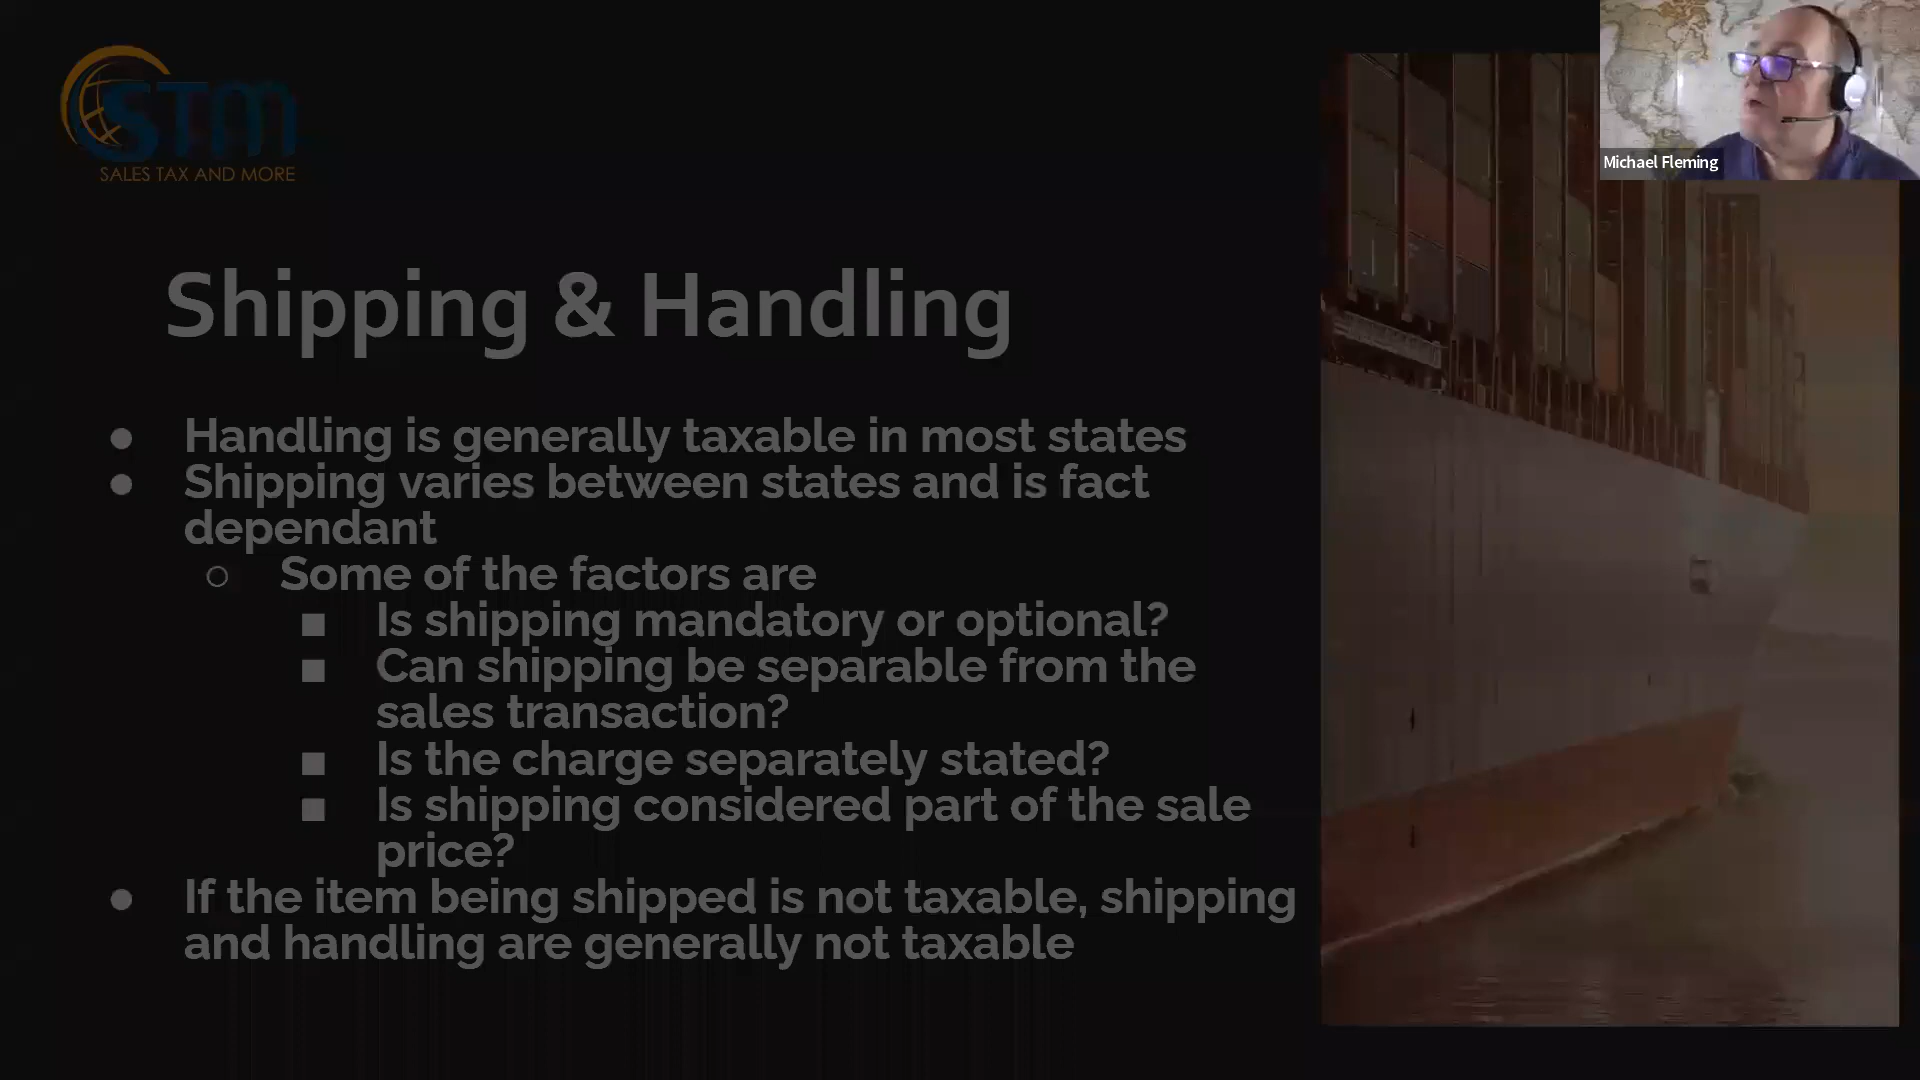 STM
SALES TAX AND MORE
Michael Fleming
Shipping & Handling
● Handling is generally taxable in most states
● Shipping varies between states and is fact
dependant
○ Some of the factors are
■ Is shipping mandatory or optional?
■ Can shipping be separable from the
sales transaction?
■ Is the charge separately stated?
■ Is shipping considered part of the sale
price?
● If the item being shipped is not taxable, shipping
and handling are generally not taxable